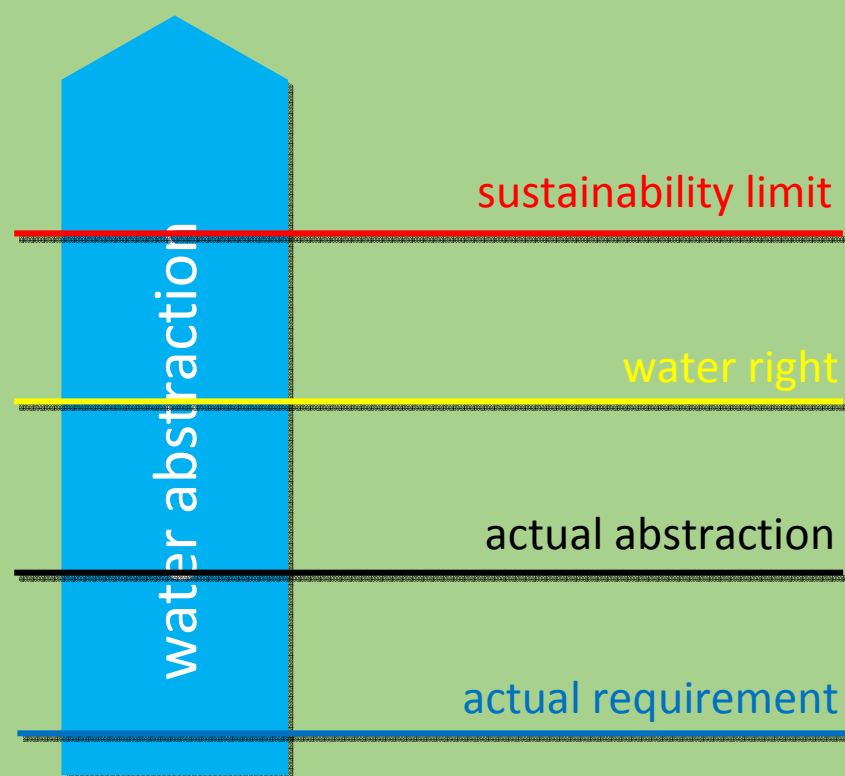 sustainability limit
water right
actual abstraction
actual requirement
water abstraction